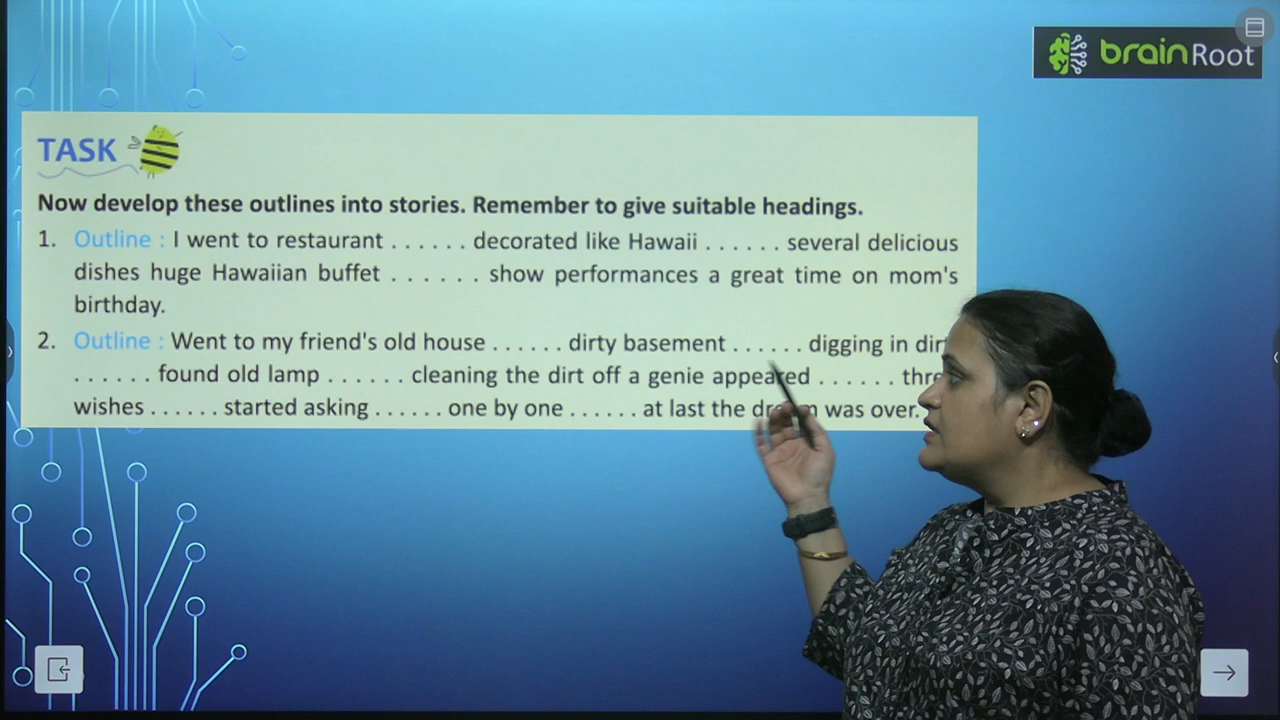 brainRoot
TASK
Now develop these outlines into stories. Remember to give suitable headings.
1. Outline : I went to restaurant . . . . . . decorated like Hawaii . . . . . . several delicious
dishes huge Hawaiian buffet . . . . . . show performances a great time on mom's
birthday.
2. Outline : Went to my friend's old house . . . . . . dirty basement . . . . . . digging in
. . . . . . found old lamp . . . . . . cleaning the dirt off a genie appeared . . . . . .
wishes . . . . . . started asking . . . . . . one by one . . . . . . at last the was over.